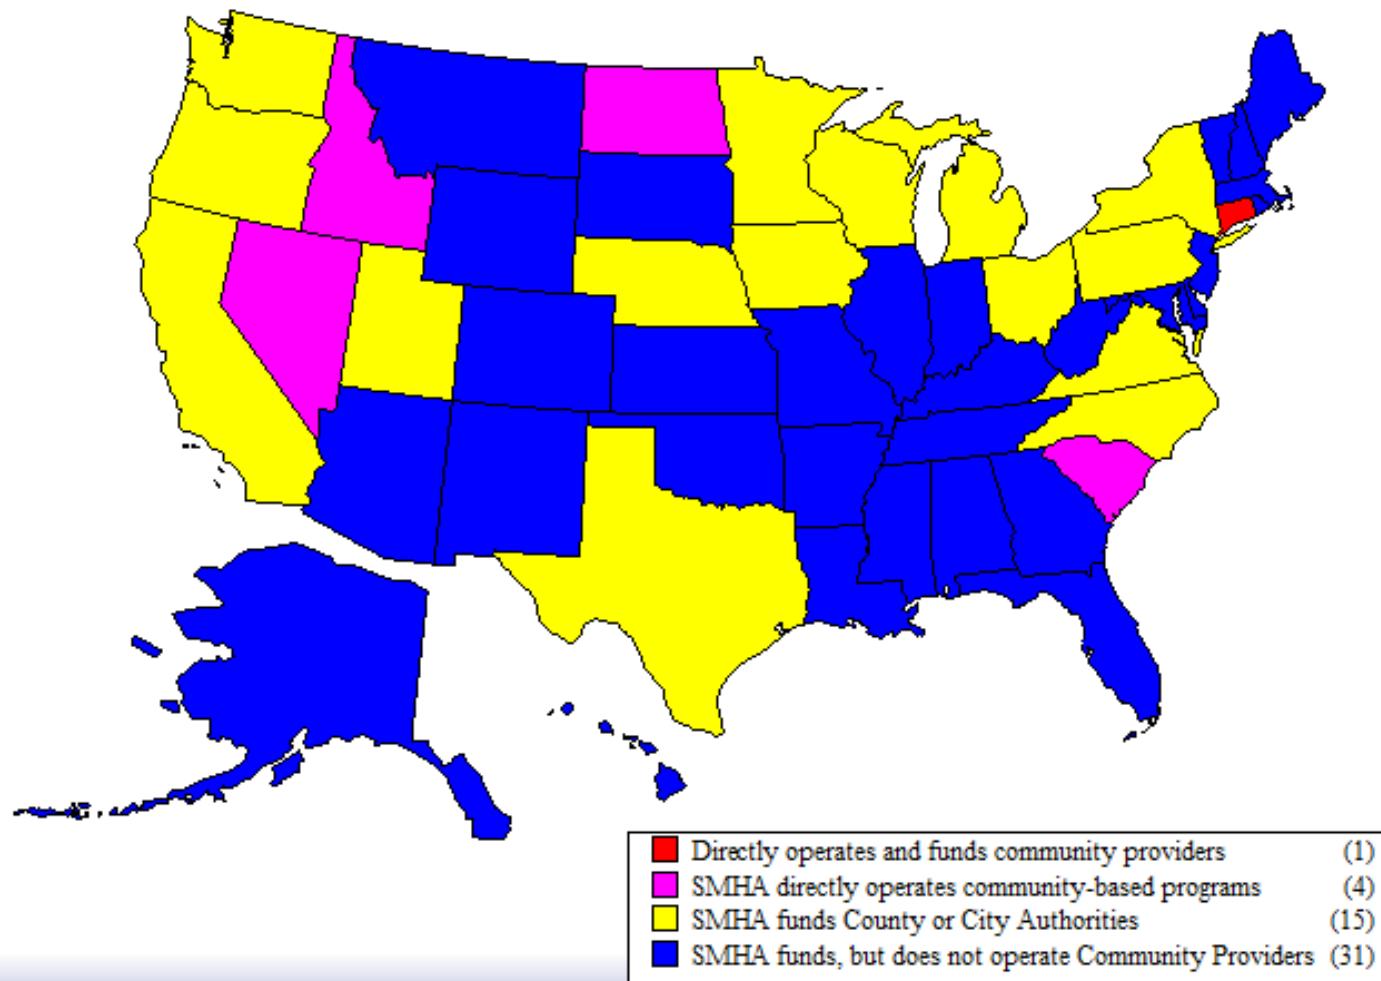 Directly operates and funds community providers (1)
SMHA directly operates community-based programs (4)
SMHA funds County or City Authorities (15)
SMHA funds, but does not operate Community Providers (31)